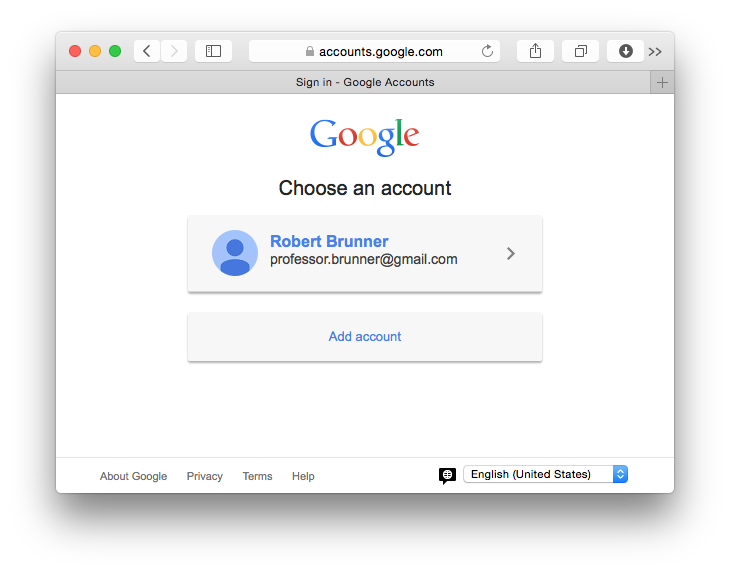 accounts.google.com
Sign in - Google Accounts
Google
Choose an account
Robert Brunner
professor.brunner@gmail.com
Add account
About Google Privacy Terms Help English (United States)